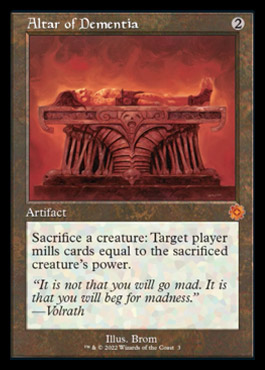 Altar of Dementia 2
Artifact
Sacrifice a creature: Target player
mills cards equal to the sacrificed
creature's power.
"It is not that you will go mad. It is
that you will beg for madness."
—Volrath
Illus. Brom
™ & © 2022 Wizards of the Coast 3